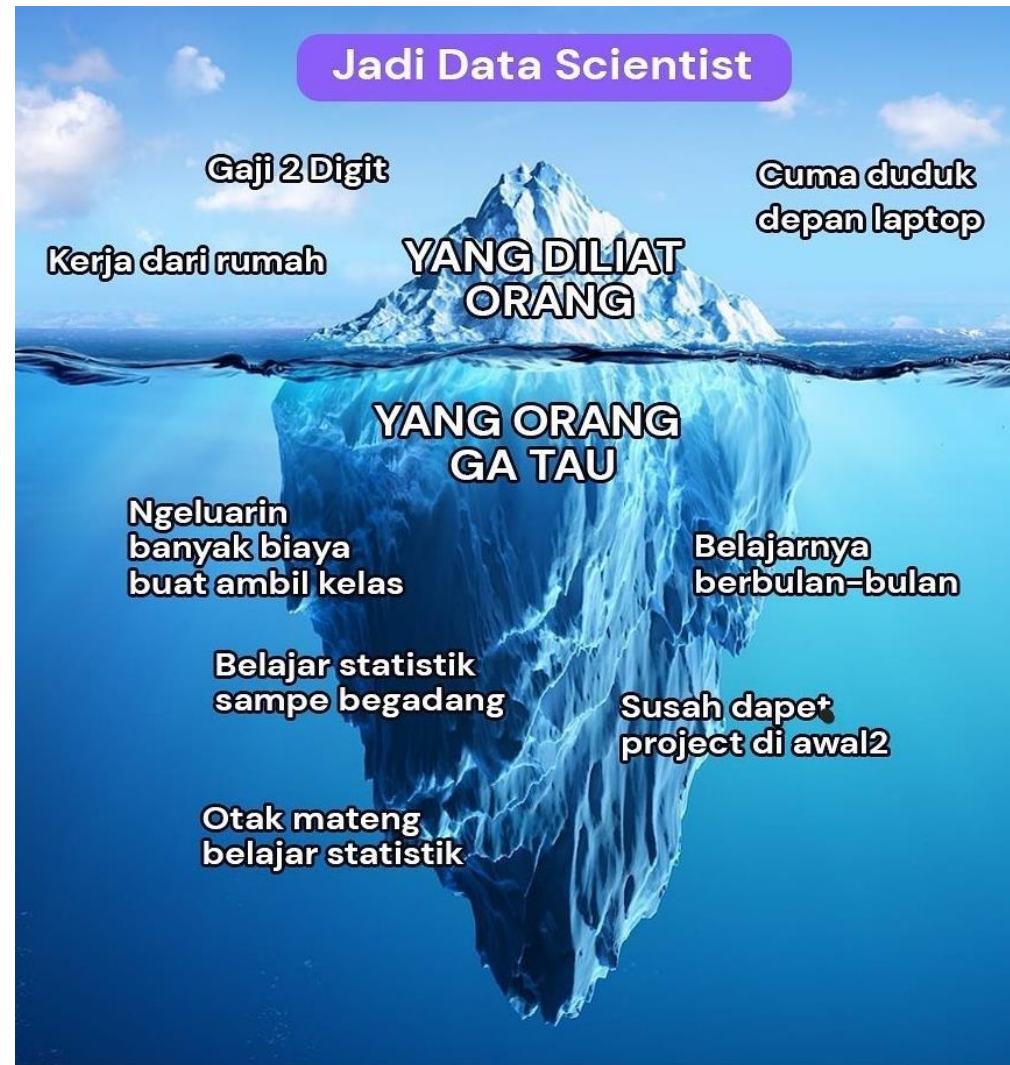 Jadi Data Scientist
Gaji 2 Digit
Cuma duduk
depan laptop
Kerja dari rumah
YANG DILIAT
ORANG
YANG ORANG
GA TAU
Ngeluarin
banyak biaya
buat ambil kelas
Belajarnya
berbulan-bulan
Belajar statistik
sampe begadang
Susah dapet
project di awal2
Otak mateng
belajar statistik